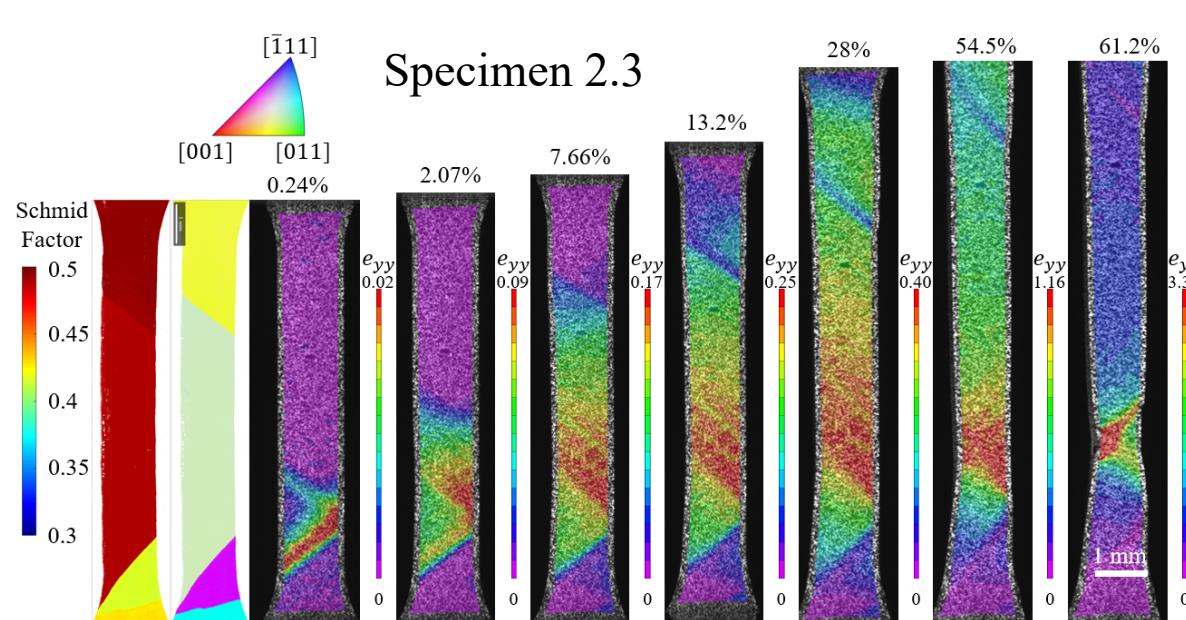 [1̄11]
Specimen 2.3
[001] [011]
0.24%
2.07%
7.66%
13.2%
28%
54.5%
61.2%
Schmid
Factor
0.5
0.45
0.4
0.35
0.3
e_yy
0.02
0
e_yy
0.09
0
e_yy
0.17
0
e_yy
0.25
0
e_yy
0.40
0
e_yy
1.16
0
1 mm